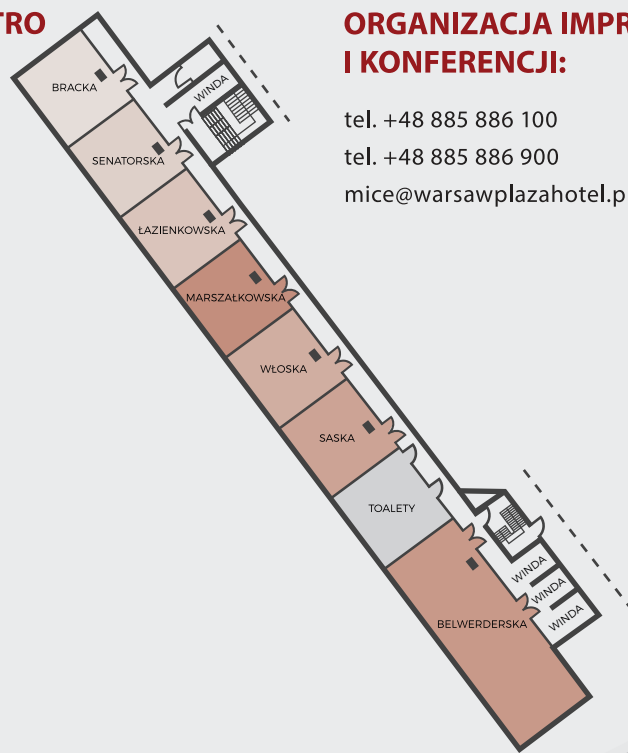 TRO
ORGANIZACJA IMPR
I KONFERENCJI:
tel. +48 885 886 100
tel. +48 885 886 900
mice@warsawplazahotel.p
BRACKA
WINDA
SENATORSKA
ŁAZIENKOWSKA
MARSZAŁKOWSKA
WŁOSKA
SASKA
TOALETY
WINDA
WINDA
WINDA
BELWERDERSKA